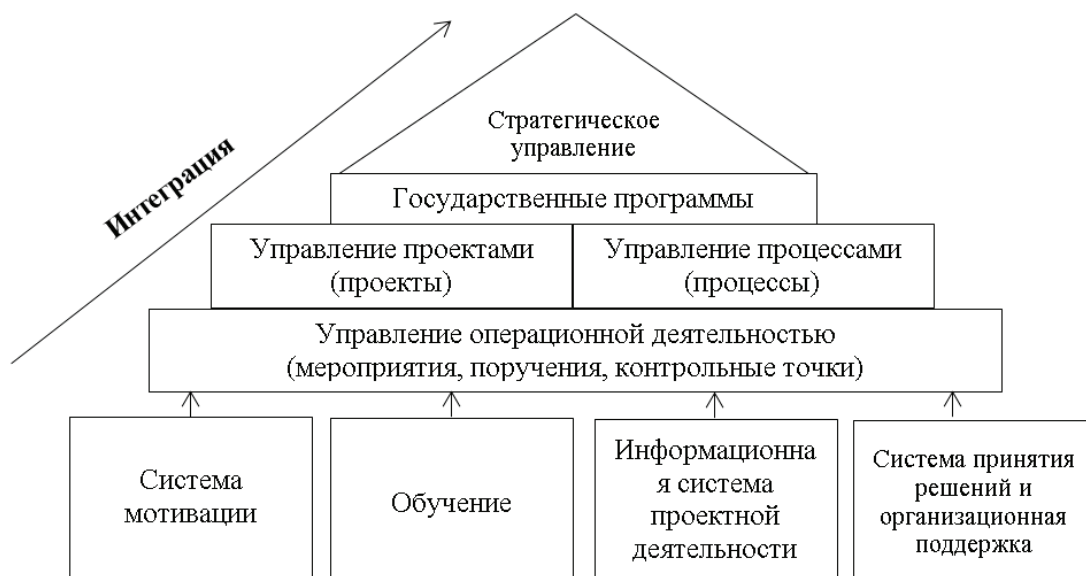 Интеграция
Стратегическое
управление
Государственные программы
Управление проектами
(проекты)
Управление процессами
(процессы)
Управление операционной деятельностью
(мероприятия, поручения, контрольные точки)
Система
мотивации
Обучение
Информационна
я система
проектной
деятельности
Система принятия
решений и
организационная
поддержка